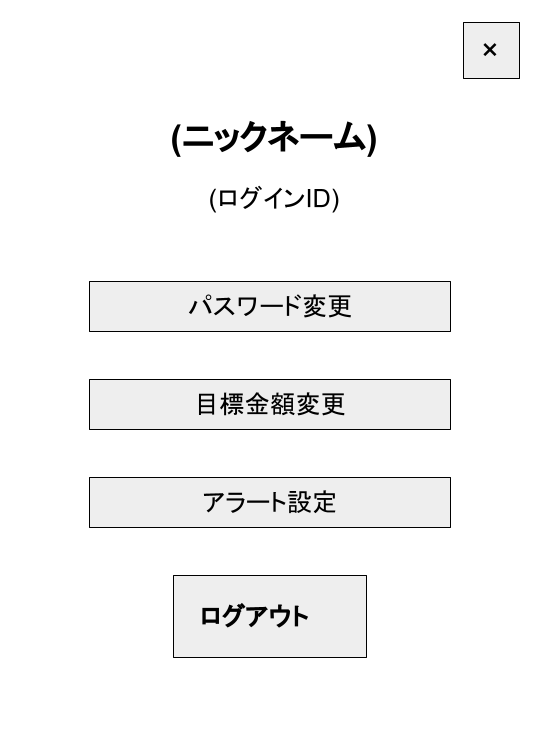 ×
(ニックネーム)
(ログインID)
パスワード変更
目標金額変更
アラート設定
ログアウト